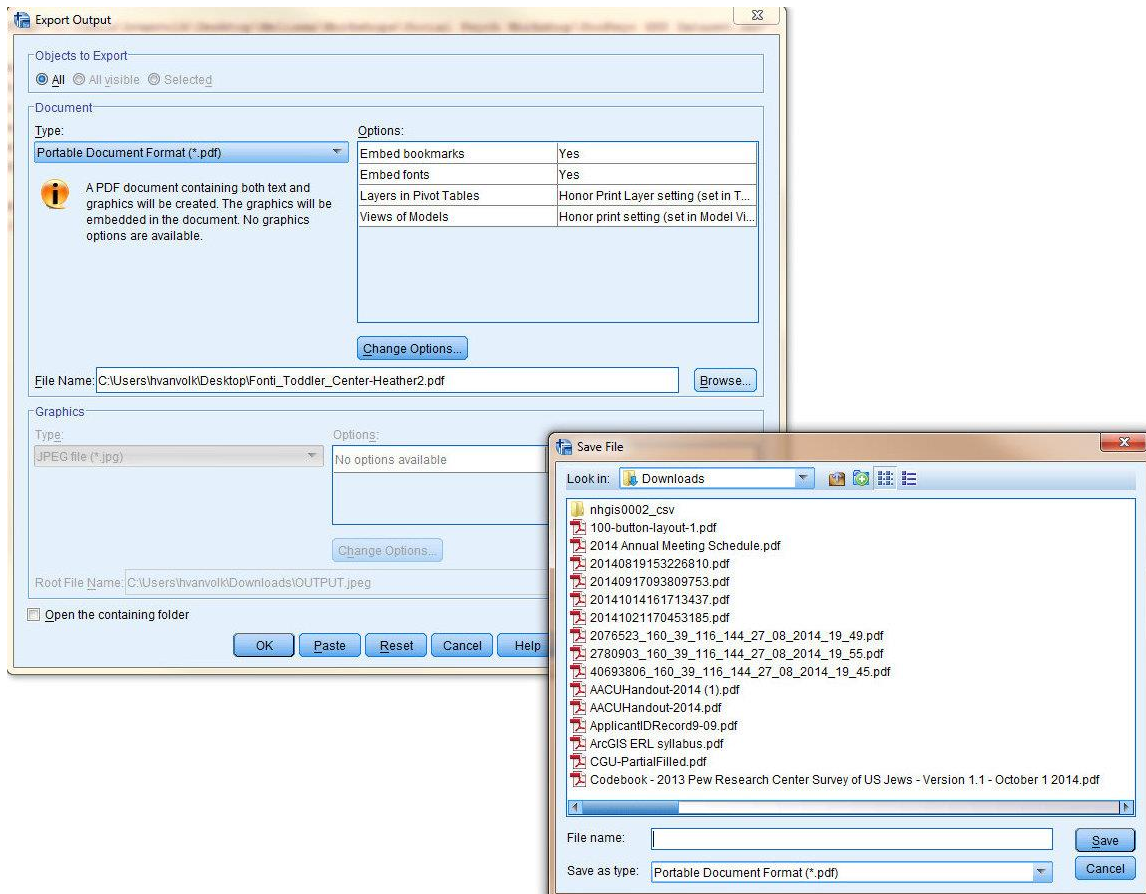 Export Output
Objects to Export
All All visible Selected
Document
Type:
Portable Document Format (*.pdf)
A PDF document containing both text and
graphics will be created. The graphics will be
embedded in the document. No graphics
options are available.
Options:
Embed bookmarks Yes
Embed fonts Yes
Layers in Pivot Tables Honor Print Layer setting (set in T...
Views of Models Honor print setting (set in Model Vi...
Change Options...
File Name: C:\Users\hvanvolk\Desktop\Fonti_Toddler_Center-Heather2.pdf Browse...
Graphics
Type:
JPEG file (*.jpg)
Options:
No options available
Change Options...
Root File Name: C:\Users\hvanvolk\Downloads\OUTPUT.jpeg
Open the containing folder
OK Paste Reset Cancel Help
Save File
Look in: Downloads
nhgis0002_csv
100-button-layout-1.pdf
2014 Annual Meeting Schedule.pdf
20140819153226810.pdf
20140917093809753.pdf
20141014161713437.pdf
20141021170453185.pdf
2076523_160_39_116_144_27_08_2014_19_49.pdf
2780903_160_39_116_144_27_08_2014_19_55.pdf
40693806_160_39_116_144_27_08_2014_19_45.pdf
AACUHandout-2014 (1).pdf
AACUHandout-2014.pdf
ApplicantIDRecord9-09.pdf
ArcGIS ERL syllabus.pdf
CGU-PartialFilled.pdf
Codebook - 2013 Pew Research Center Survey of US Jews - Version 1.1 - October 1 2014.pdf
File name: Save
Save as type: Portable Document Format (*.pdf) Cancel